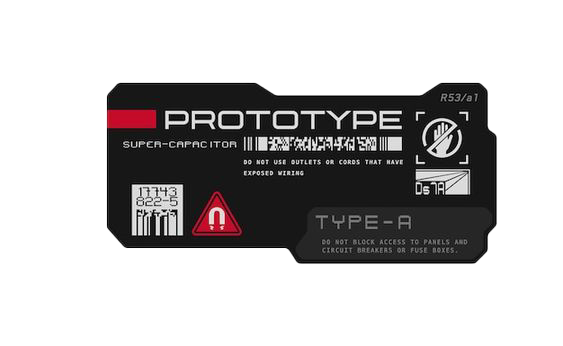 R53/a1
PROTOTYPE
SUPER-CAPACITOR
DO NOT USE OUTLETS OR CORDS THAT HAVE
EXPOSED WIRING
Ds7A
17743
822-5
TYPE-A
DO NOT BLOCK ACCESS TO PANELS AND
CIRCUIT BREAKERS OR FUSE BOXES.